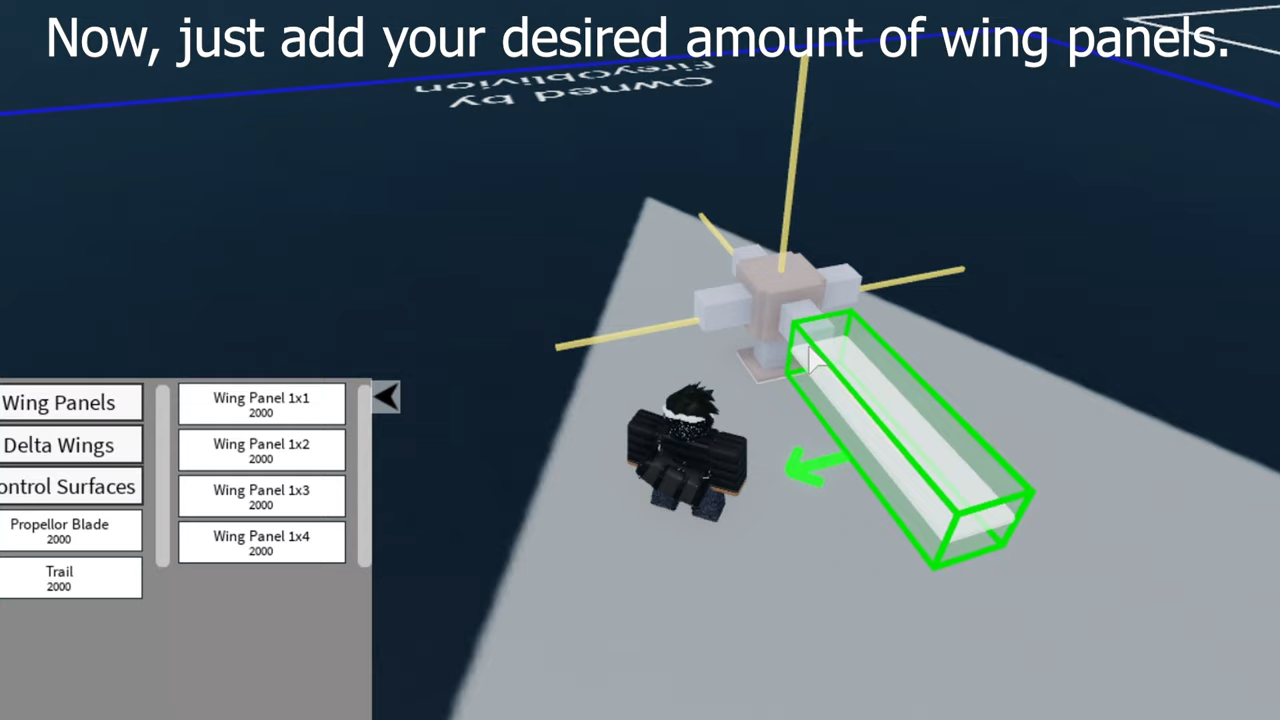 Now, just add your desired amount of wing panels.
Owned by
FireyOblivion
Wing Panels
Delta Wings
ontrol Surfaces
Propellor Blade
2000
Trail
2000
Wing Panel 1x1
2000
Wing Panel 1x2
2000
Wing Panel 1x3
2000
Wing Panel 1x4
2000